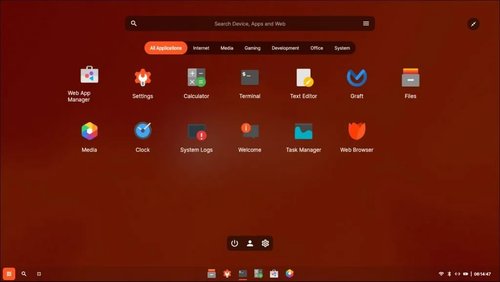 Search Device, Apps and Web
All Applications Internet Media Gaming Development Office System
Web App Manager
Settings Calculator Terminal Text Editor Graft Files
Media Clock System Logs Welcome Task Manager Web Browser
06:14:47